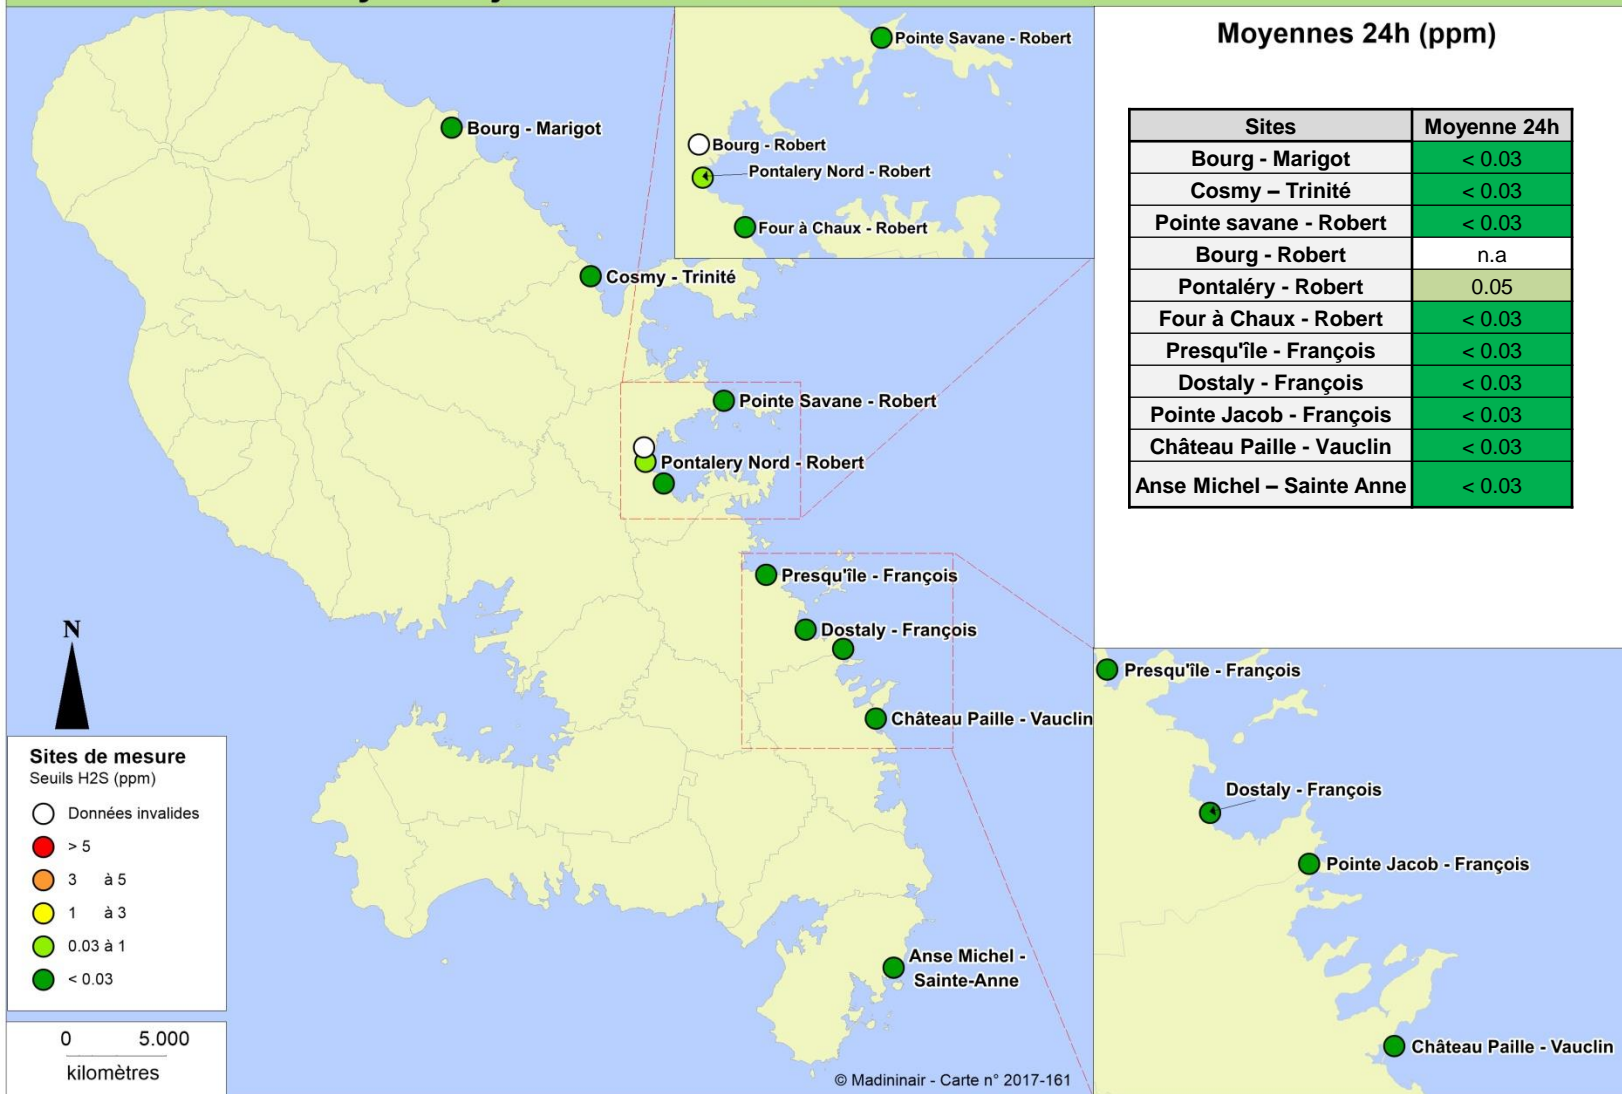 Pointe Savane - Robert
Bourg - Robert
Pontalery Nord - Robert
Four à Chaux - Robert
Bourg - Marigot
Cosmy - Trinité
Pointe Savane - Robert
Pontalery Nord - Robert
Presqu'île - François
Dostaly - François
Château Paille - Vauclin
Anse Michel -
Sainte-Anne
N
Sites de mesure
Seuils H2S (ppm)
Données invalides
> 5
3 à 5
1 à 3
0.03 à 1
< 0.03
0 5.000
kilomètres
© Madininair - Carte n° 2017-161
Moyennes 24h (ppm)
Sites Moyenne 24h
Bourg - Marigot < 0.03
Cosmy – Trinité < 0.03
Pointe savane - Robert < 0.03
Bourg - Robert n.a
Pontaléry - Robert 0.05
Four à Chaux - Robert < 0.03
Presqu'île - François < 0.03
Dostaly - François < 0.03
Pointe Jacob - François < 0.03
Château Paille - Vauclin < 0.03
Anse Michel – Sainte Anne < 0.03
Presqu'île - François
Dostaly - François
Pointe Jacob - François
Château Paille - Vauclin